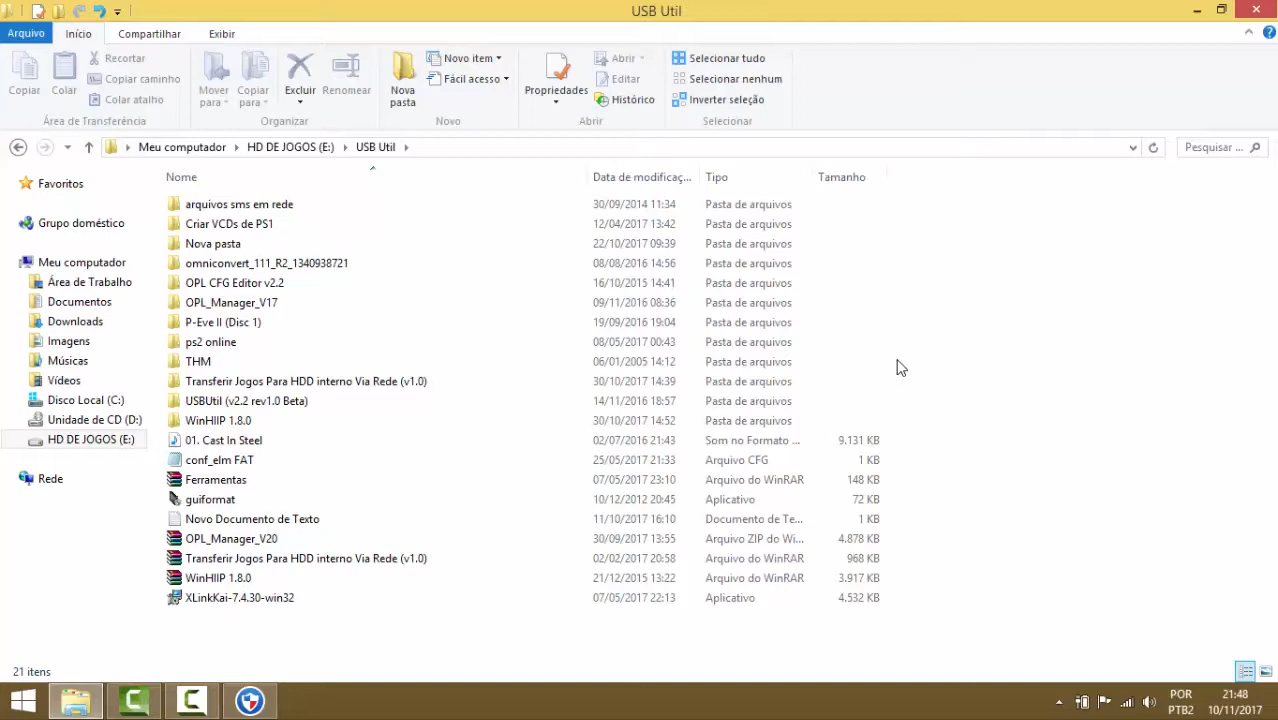 USB Util
Arquivo Início Compartilhar Exibir
Copiar
Colar
Recortar
Copiar caminho
Colar atalho
Área de Transferência
Mover para
Copiar para
Excluir
Renomear
Organizar
Nova pasta
Novo item
Fácil acesso
Novo
Propriedades
Abrir
Editar
Histórico
Abrir
Selecionar tudo
Selecionar nenhum
Inverter seleção
Selecionar
Meu computador HD DE JOGOS (E:) USB Util
Pesquisar ...
Favoritos
Grupo doméstico
Meu computador
Área de Trabalho
Documentos
Downloads
Imagens
Músicas
Vídeos
Disco Local (C:)
Unidade de CD (D:)
HD DE JOGOS (E:)
Rede
Nome Data de modificaç... Tipo Tamanho
arquivos sms em rede 30/09/2014 11:34 Pasta de arquivos
Criar VCDs de PS1 12/04/2017 13:42 Pasta de arquivos
Nova pasta 22/10/2017 09:39 Pasta de arquivos
omniconvert_111_R2_1340938721 08/08/2016 14:56 Pasta de arquivos
OPL CFG Editor v2.2 16/10/2015 14:41 Pasta de arquivos
OPL_Manager_V17 09/11/2016 08:36 Pasta de arquivos
P-Eve II (Disc 1) 19/09/2016 19:04 Pasta de arquivos
ps2 online 08/05/2017 00:43 Pasta de arquivos
THM 06/01/2005 14:12 Pasta de arquivos
Transferir Jogos Para HDD interno Via Rede (v1.0) 30/10/2017 14:39 Pasta de arquivos
USBUtil (v2.2 rev1.0 Beta) 14/11/2016 18:57 Pasta de arquivos
WinHIIP 1.8.0 30/10/2017 14:52 Pasta de arquivos
01. Cast In Steel 02/07/2016 21:43 Som no Formato ... 9.131 KB
conf_elm FAT 25/05/2017 21:33 Arquivo CFG 1 KB
Ferramentas 07/05/2017 23:10 Arquivo do WinRAR 148 KB
guiformat 10/12/2012 20:45 Aplicativo 72 KB
Novo Documento de Texto 11/10/2017 16:10 Documento de Te... 1 KB
OPL_Manager_V20 30/09/2017 13:55 Arquivo ZIP do Wi... 4.878 KB
Transferir Jogos Para HDD interno Via Rede (v1.0) 02/02/2017 20:58 Arquivo do WinRAR 968 KB
WinHIIP 1.8.0 21/12/2015 13:22 Arquivo do WinRAR 3.917 KB
XLinkKai-7.4.30-win32 07/05/2017 22:13 Aplicativo 4.532 KB
21 itens
POR 21:48
PTB2 10/11/2017